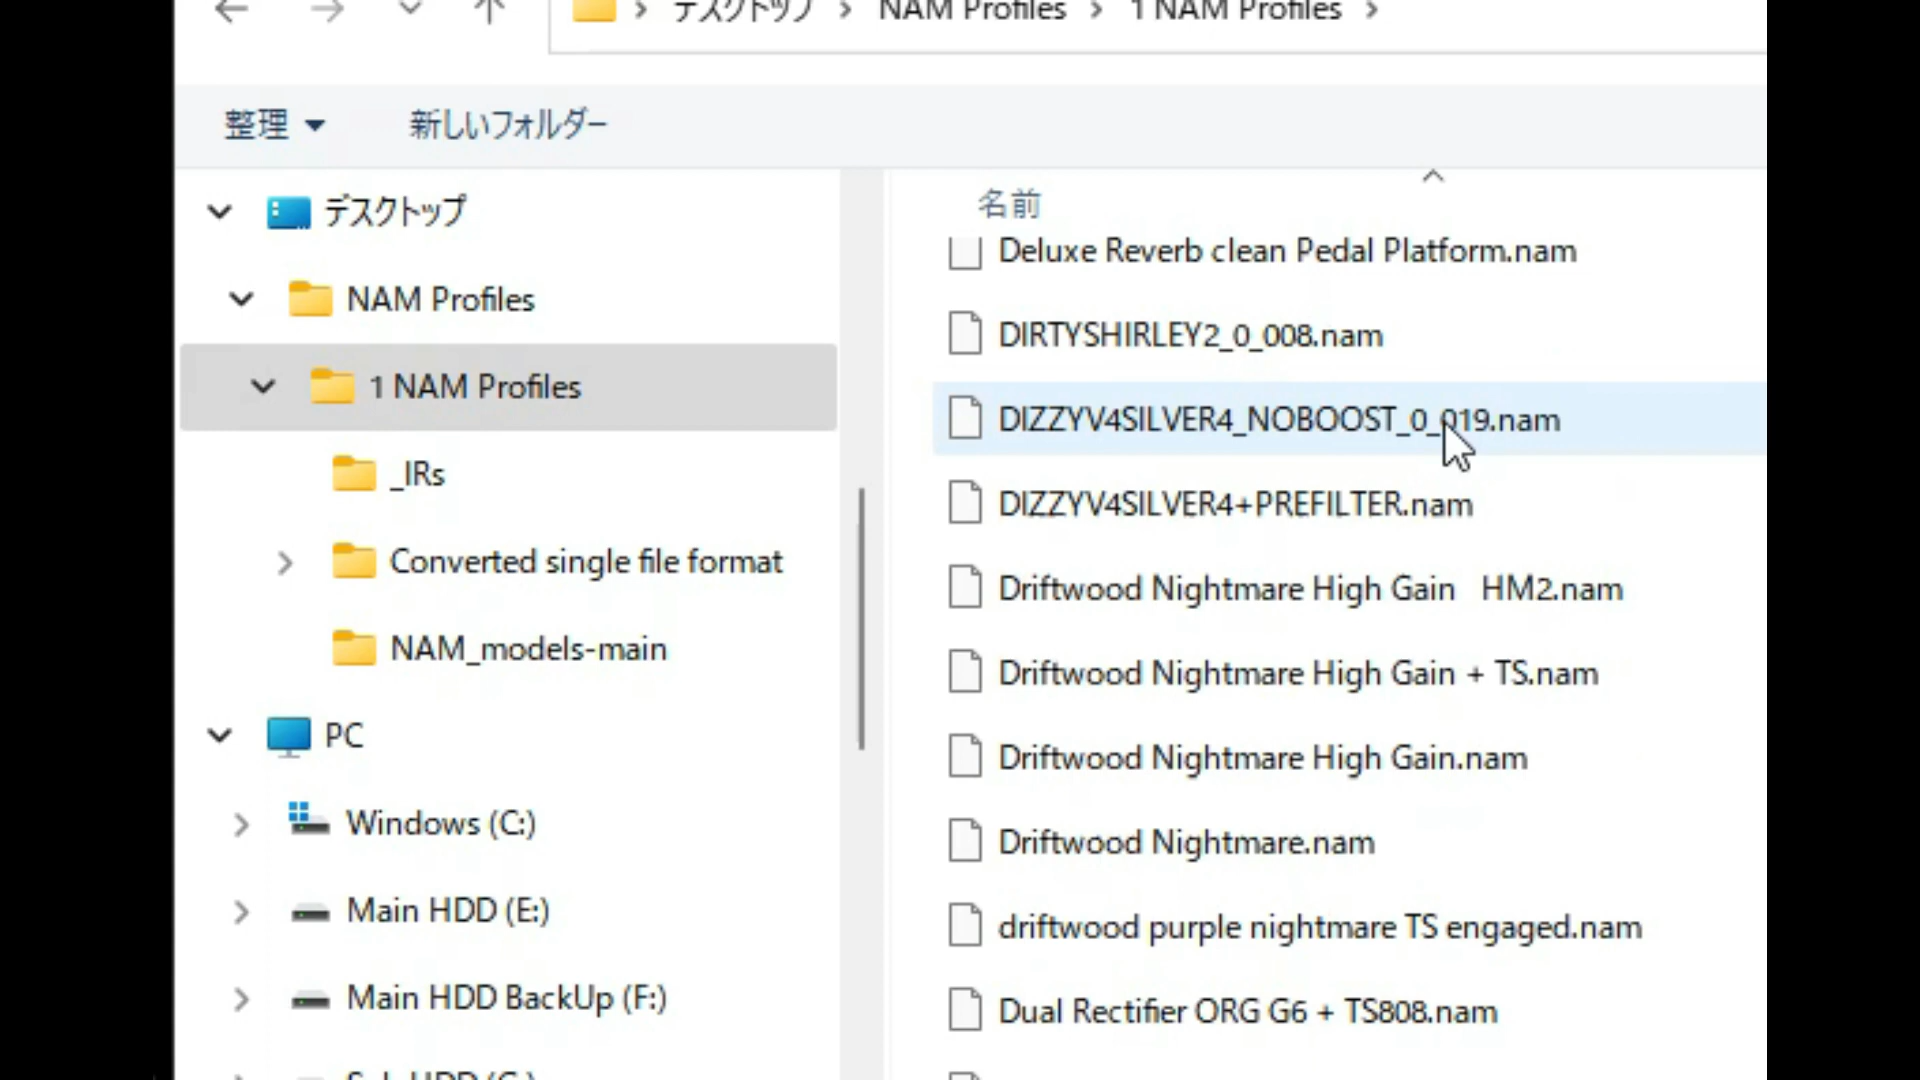 デスクトップ > NAM Profiles > 1 NAM Profiles >
整理 新しいフォルダー
デスクトップ
NAM Profiles
1 NAM Profiles
_IRs
Converted single file format
NAM_models-main
PC
Windows (C:)
Main HDD (E:)
Main HDD BackUp (F:)
名前
Deluxe Reverb clean Pedal Platform.nam
DIRTYSHIRLEY2_0_008.nam
DIZZYV4SILVER4_NOBOOST_0_019.nam
DIZZYV4SILVER4+PREFILTER.nam
Driftwood Nightmare High Gain   HM2.nam
Driftwood Nightmare High Gain + TS.nam
Driftwood Nightmare High Gain.nam
Driftwood Nightmare.nam
driftwood purple nightmare TS engaged.nam
Dual Rectifier ORG G6 + TS808.nam